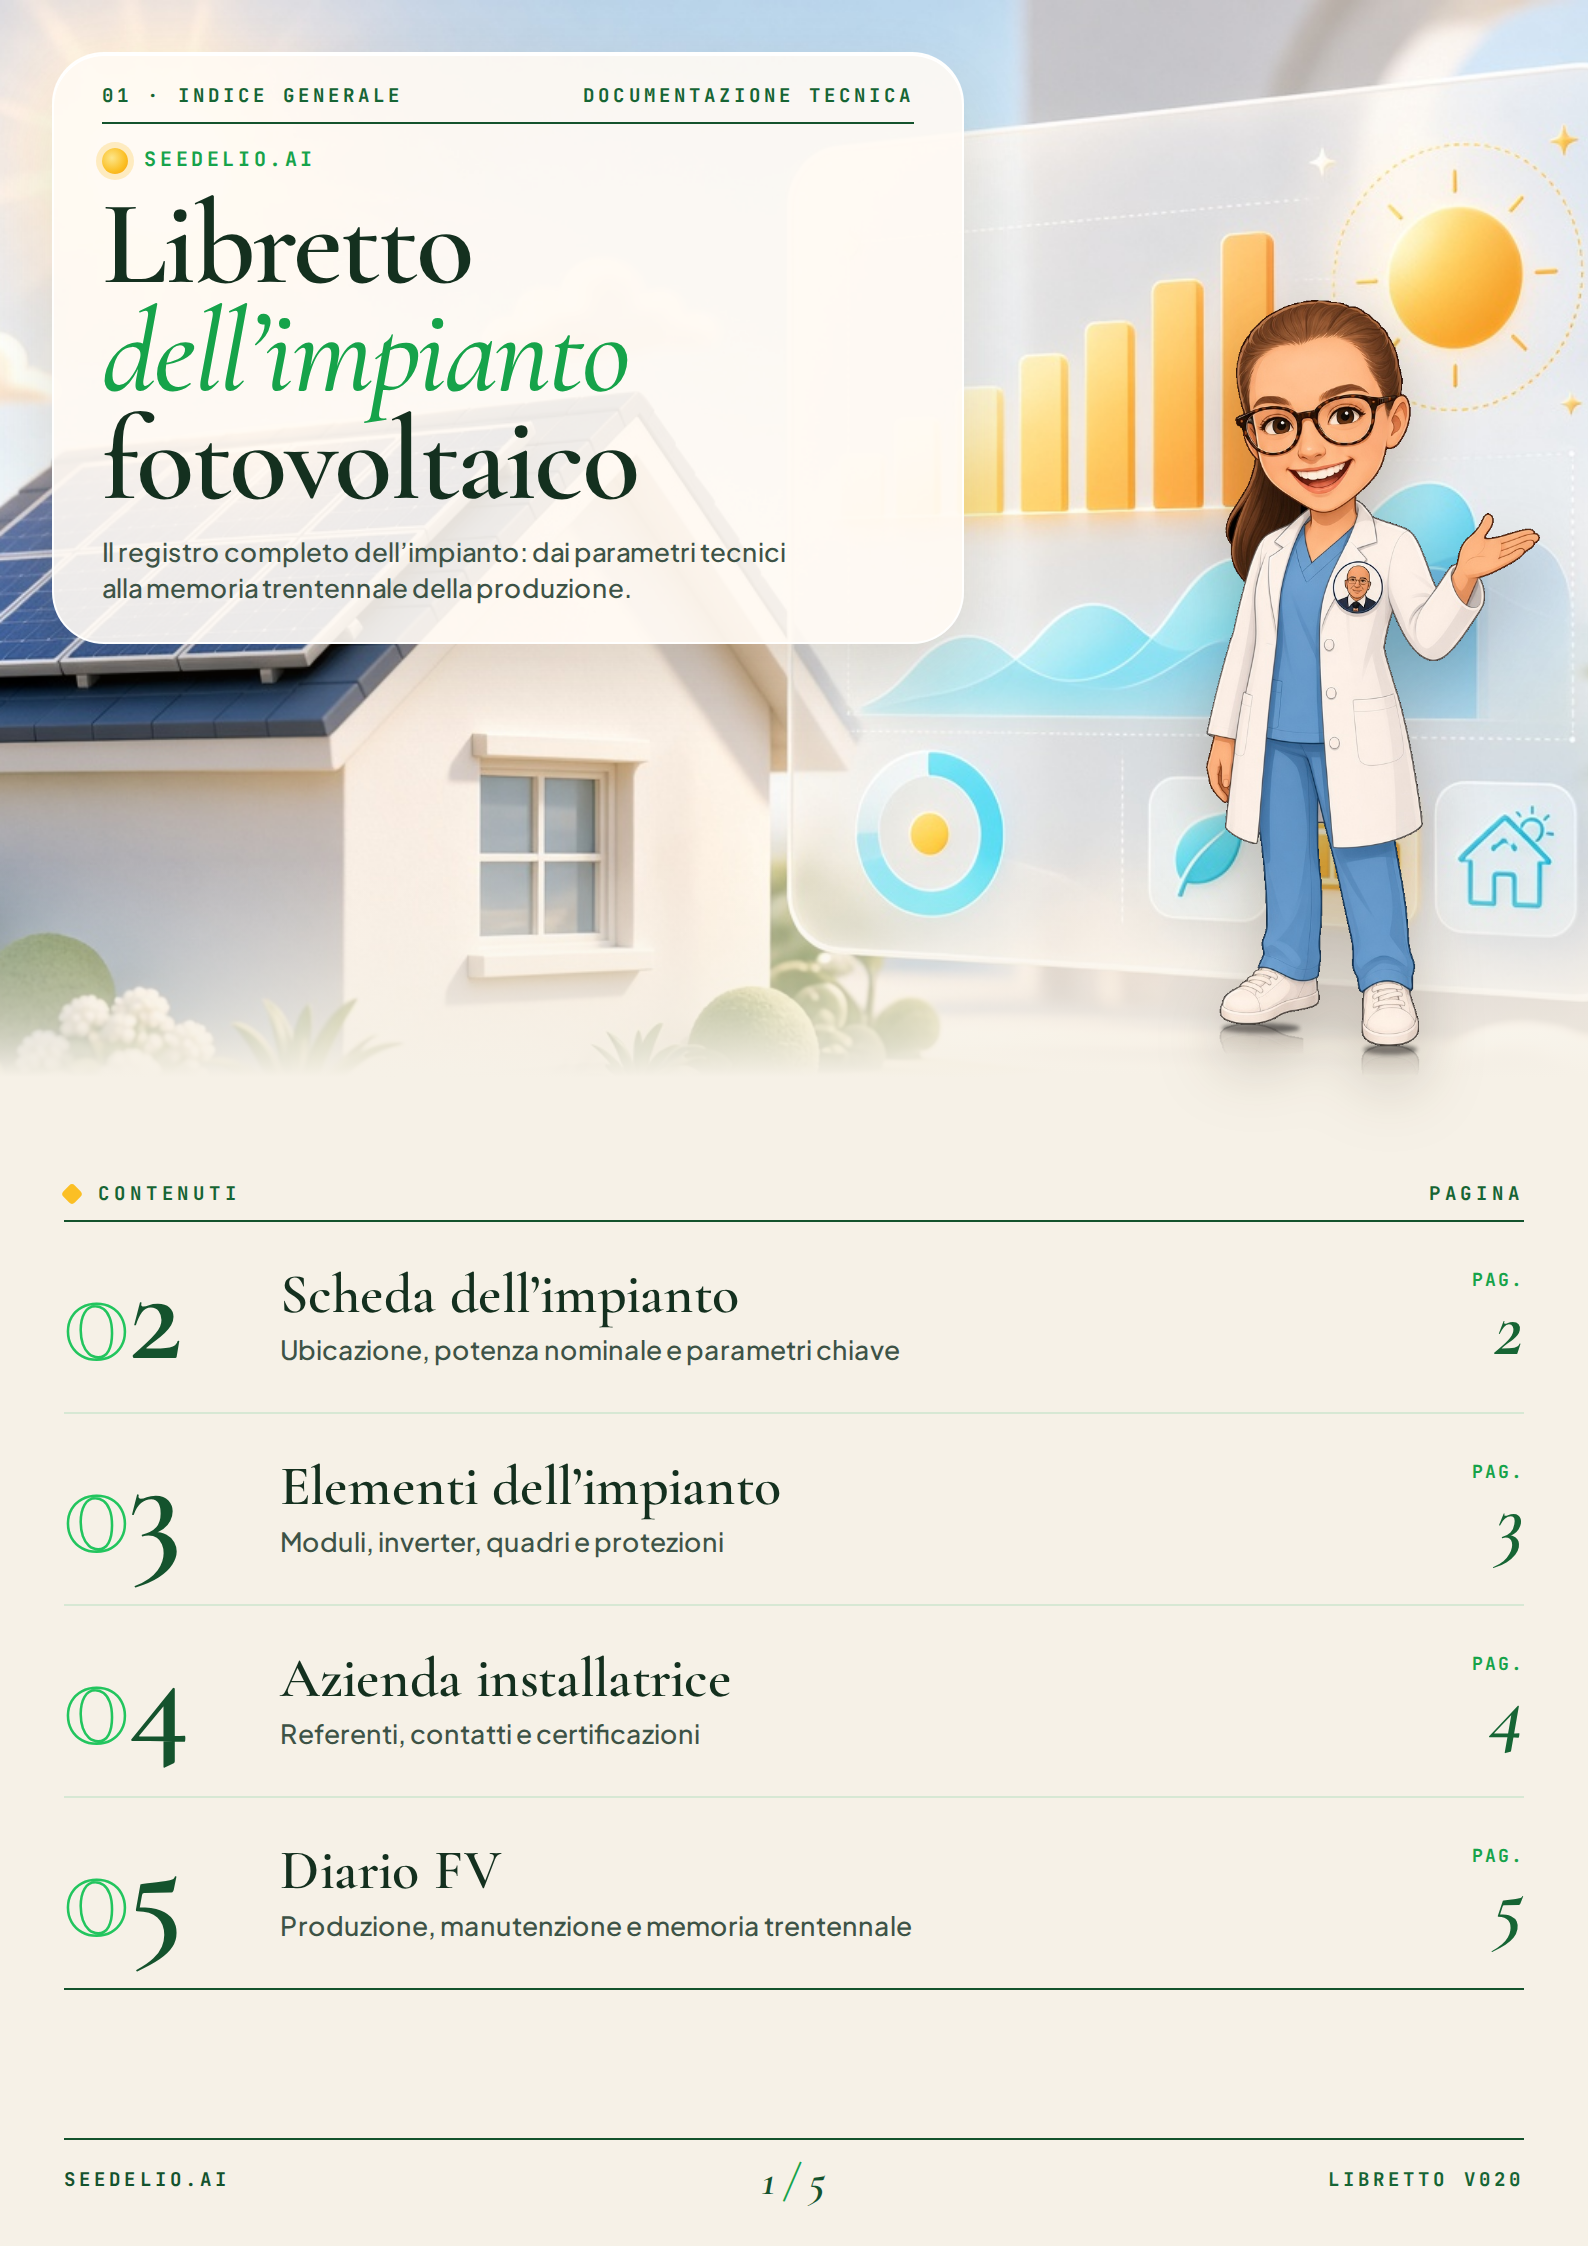 01 · INDICE GENERALE
DOCUMENTAZIONE TECNICA
SEEDELIO.AI
Libretto
dell’impianto
fotovoltaico
Il registro completo dell’impianto: dai parametri tecnici
alla memoria trentennale della produzione.
CONTENUTI
PAGINA
02
Scheda dell’impianto
Ubicazione, potenza nominale e parametri chiave
PAG.
2
03
Elementi dell’impianto
Moduli, inverter, quadri e protezioni
PAG.
3
04
Azienda installatrice
Referenti, contatti e certificazioni
PAG.
4
05
Diario FV
Produzione, manutenzione e memoria trentennale
PAG.
5
SEEDELIO.AI
1 / 5
LIBRETTO V020